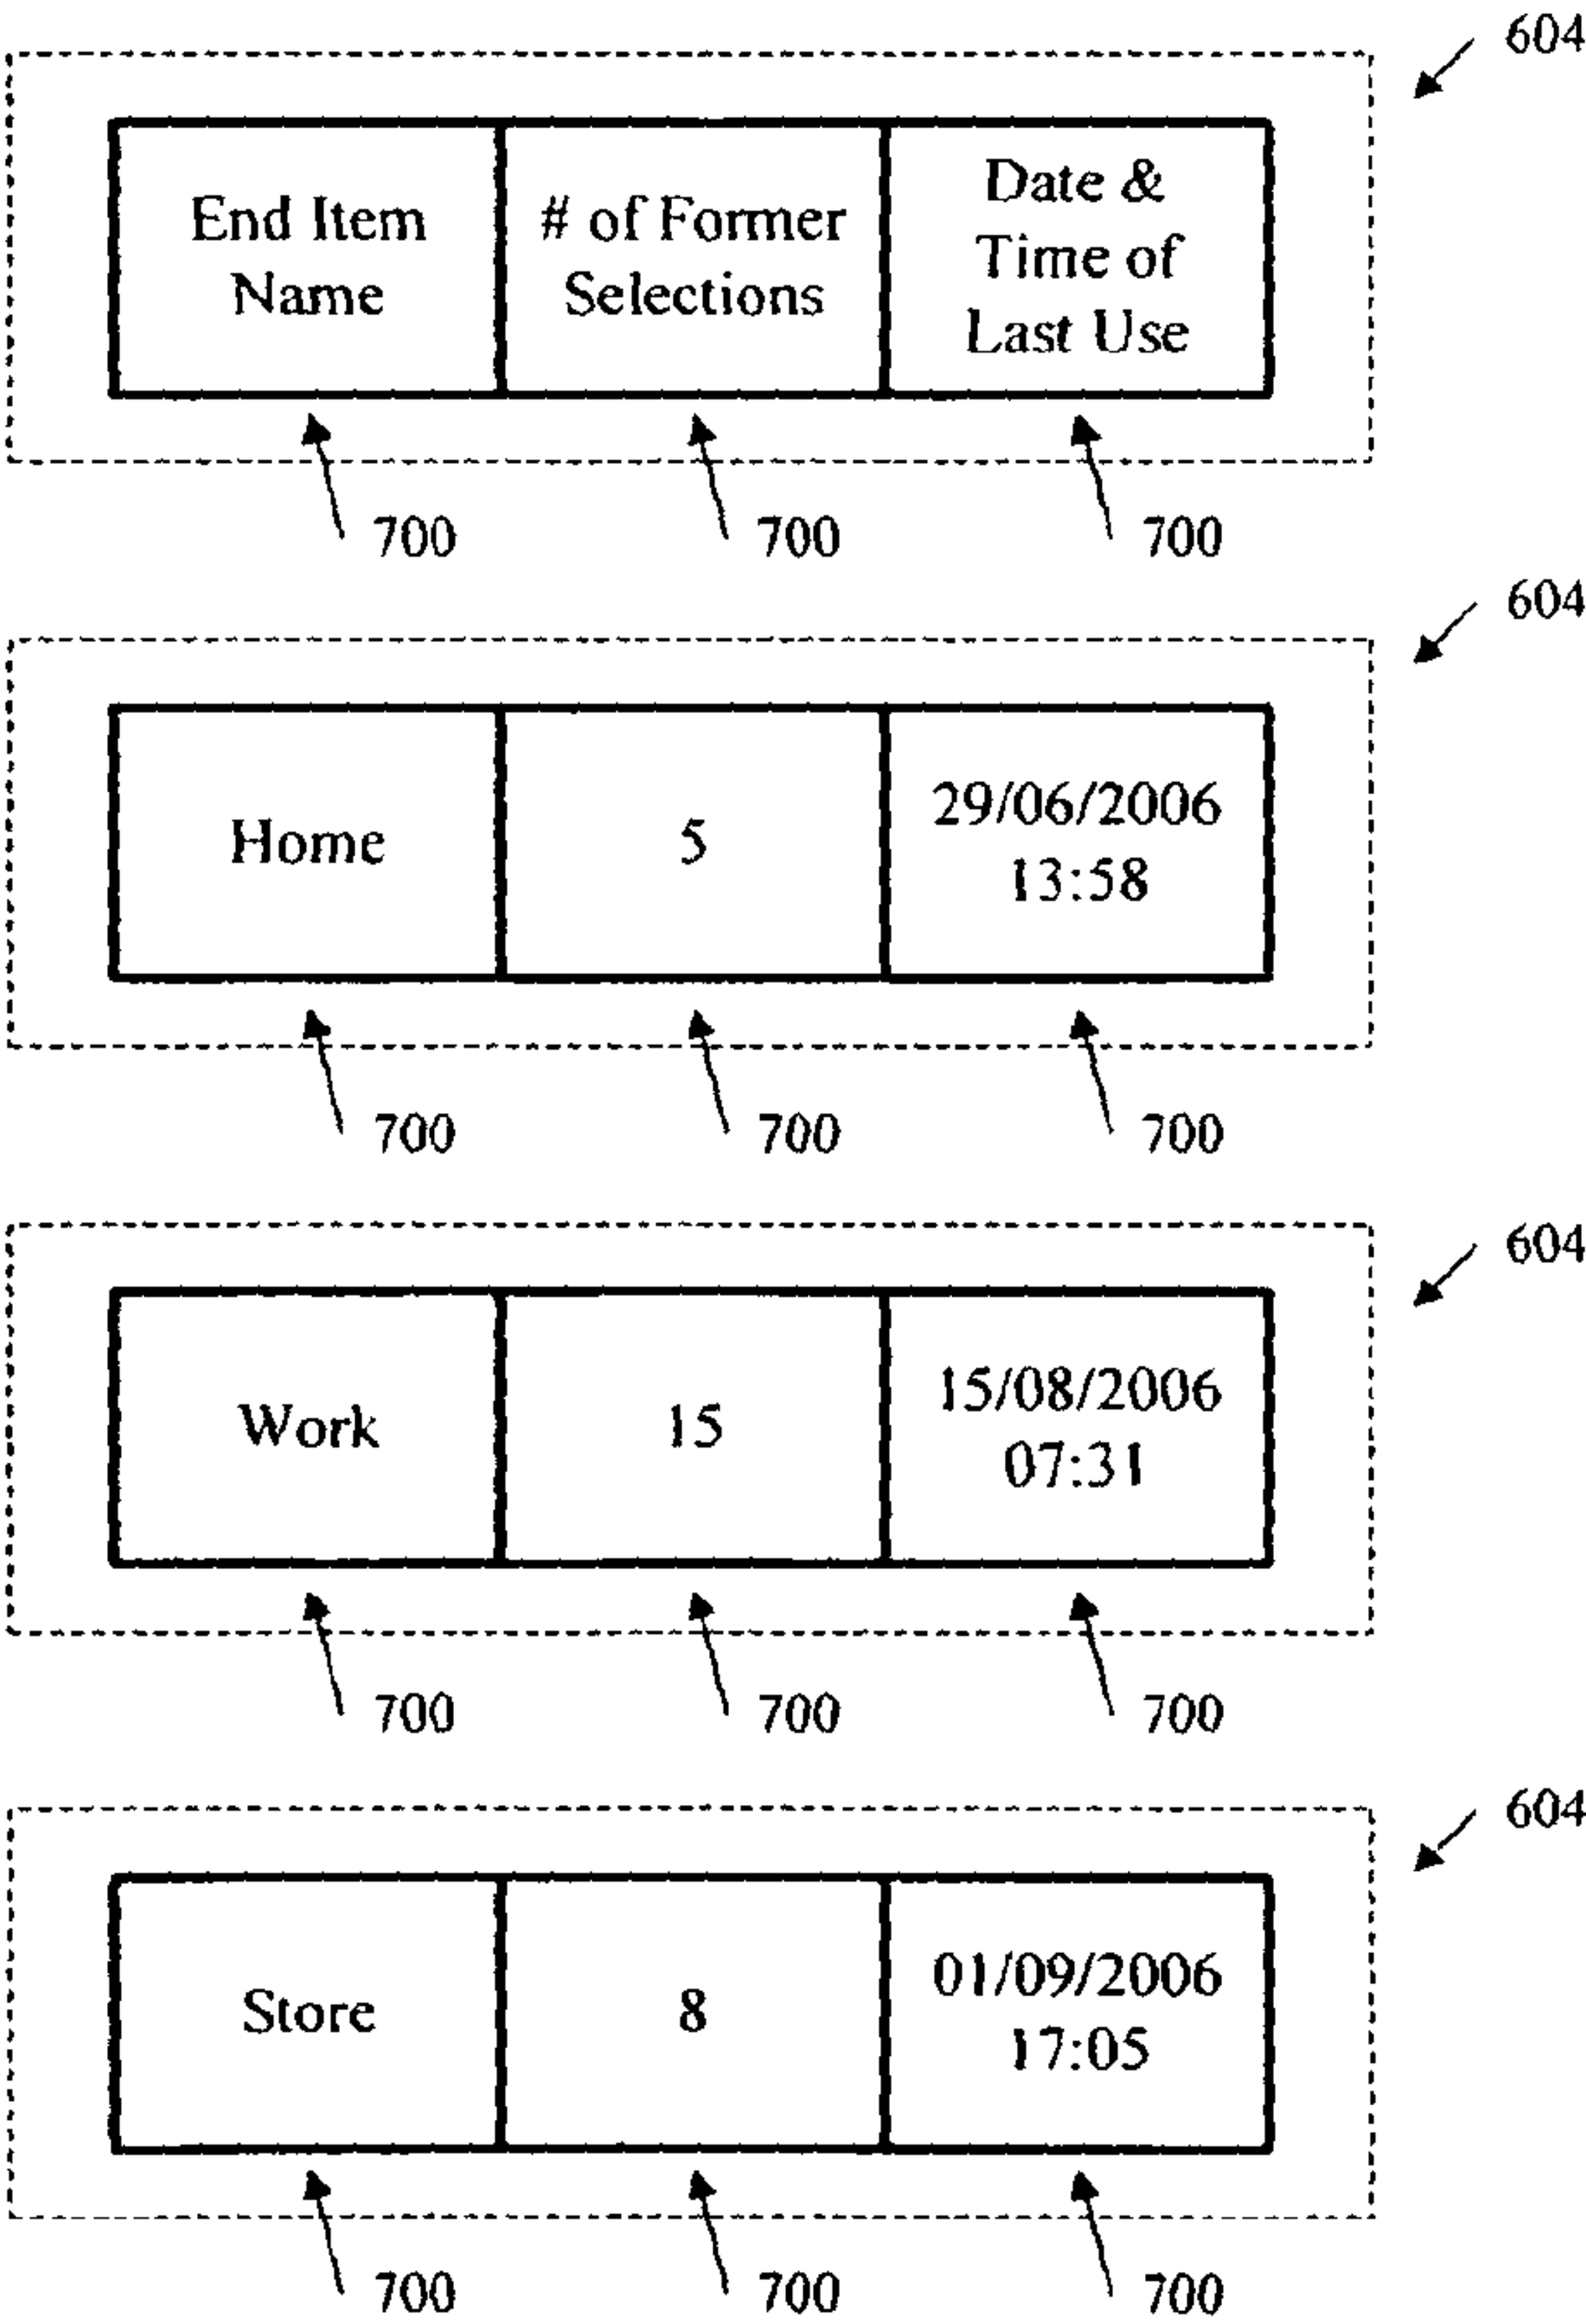 604
End Item
Name
# of Former
Selections
Date &
Time of
Last Use
700 700 700
604
Home
5
29/06/2006
13:58
700 700 700
604
Work
15
15/08/2006
07:31
700 700 700
604
Store
8
01/09/2006
17:05
700 700 700